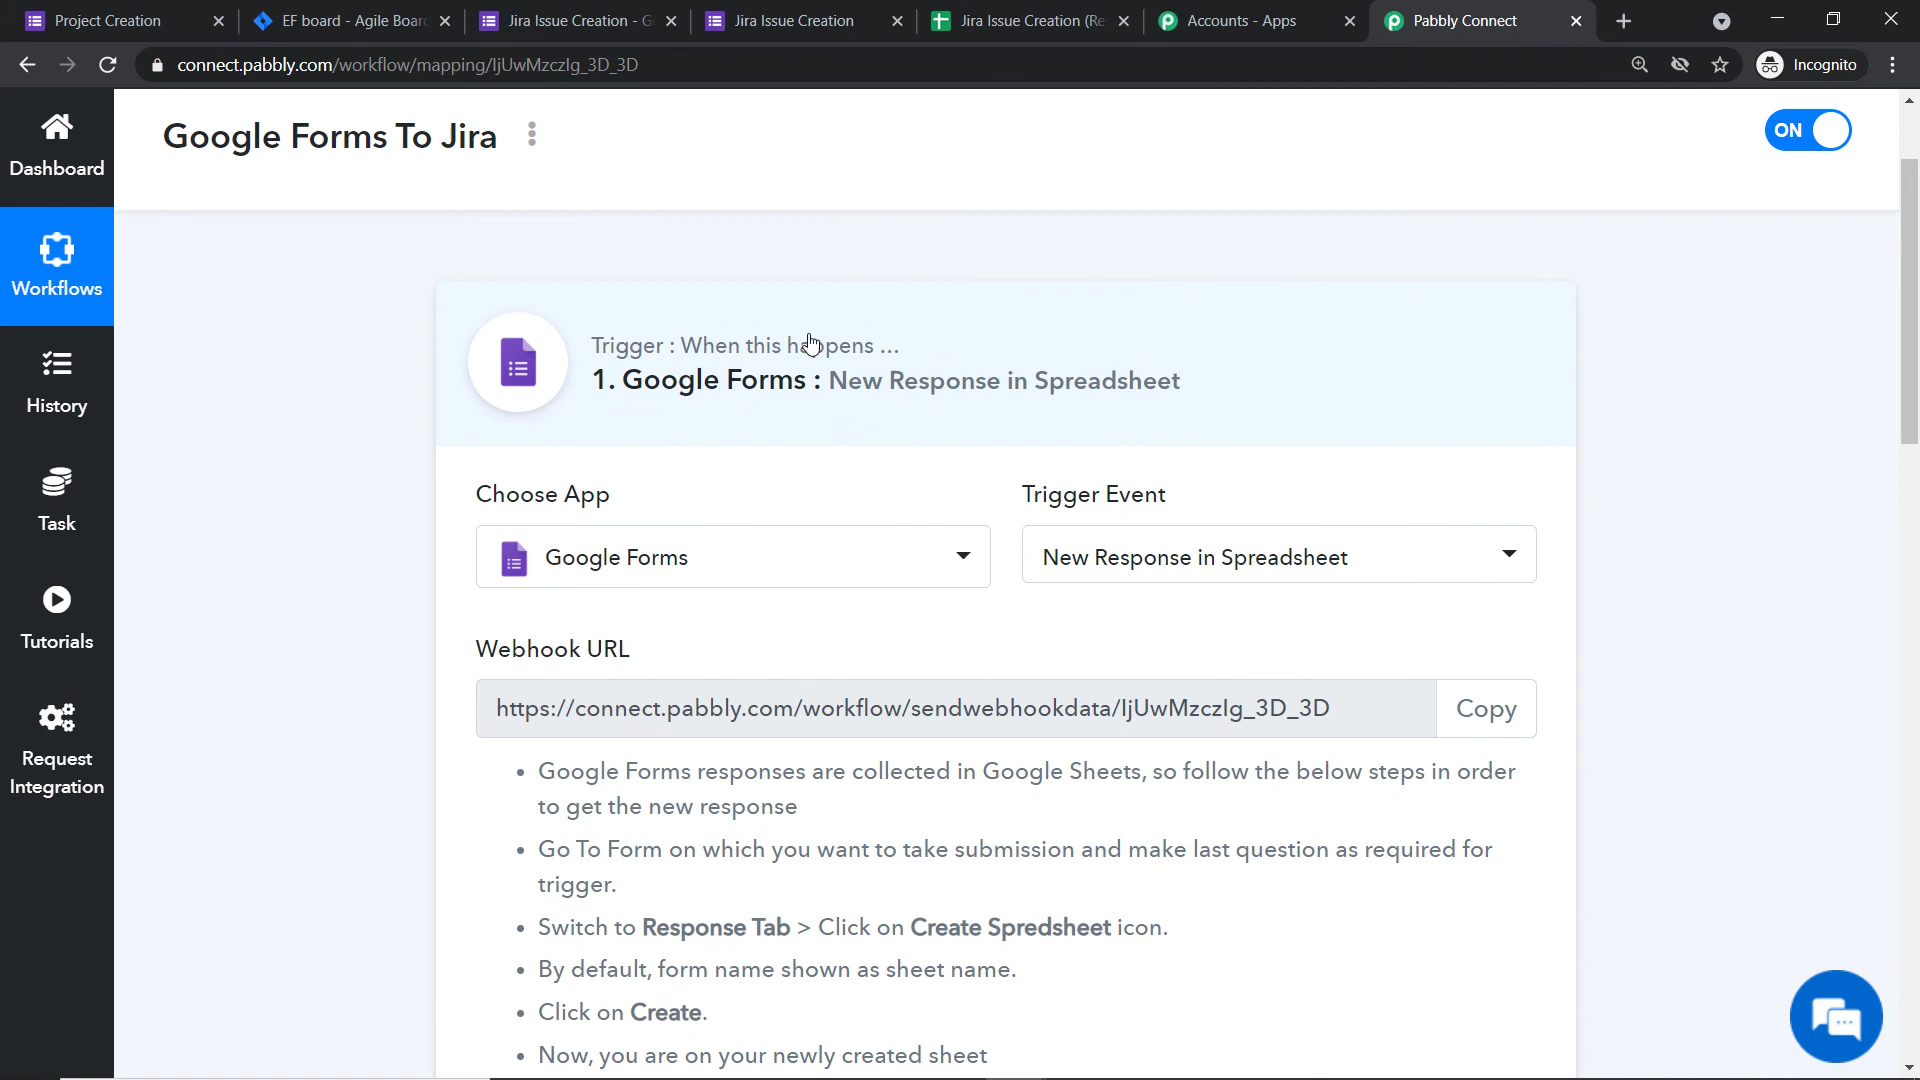 Project Creation
EF board - Agile Boar
Jira Issue Creation - G
Jira Issue Creation
Jira Issue Creation (Re
Accounts - Apps
Pabbly Connect
connect.pabbly.com/workflow/mapping/IjUwMzczIg_3D_3D
Incognito
Dashboard
Workflows
History
Task
Tutorials
Request
Integration
Google Forms To Jira
ON
Trigger : When this happens ...
1. Google Forms : New Response in Spreadsheet
Choose App
Trigger Event
Google Forms
New Response in Spreadsheet
Webhook URL
https://connect.pabbly.com/workflow/sendwebhookdata/IjUwMzczIg_3D_3D
Copy
• Google Forms responses are collected in Google Sheets, so follow the below steps in order
to get the new response
• Go To Form on which you want to take submission and make last question as required for
trigger.
• Switch to Response Tab > Click on Create Spredsheet icon.
• By default, form name shown as sheet name.
• Click on Create.
• Now, you are on your newly created sheet